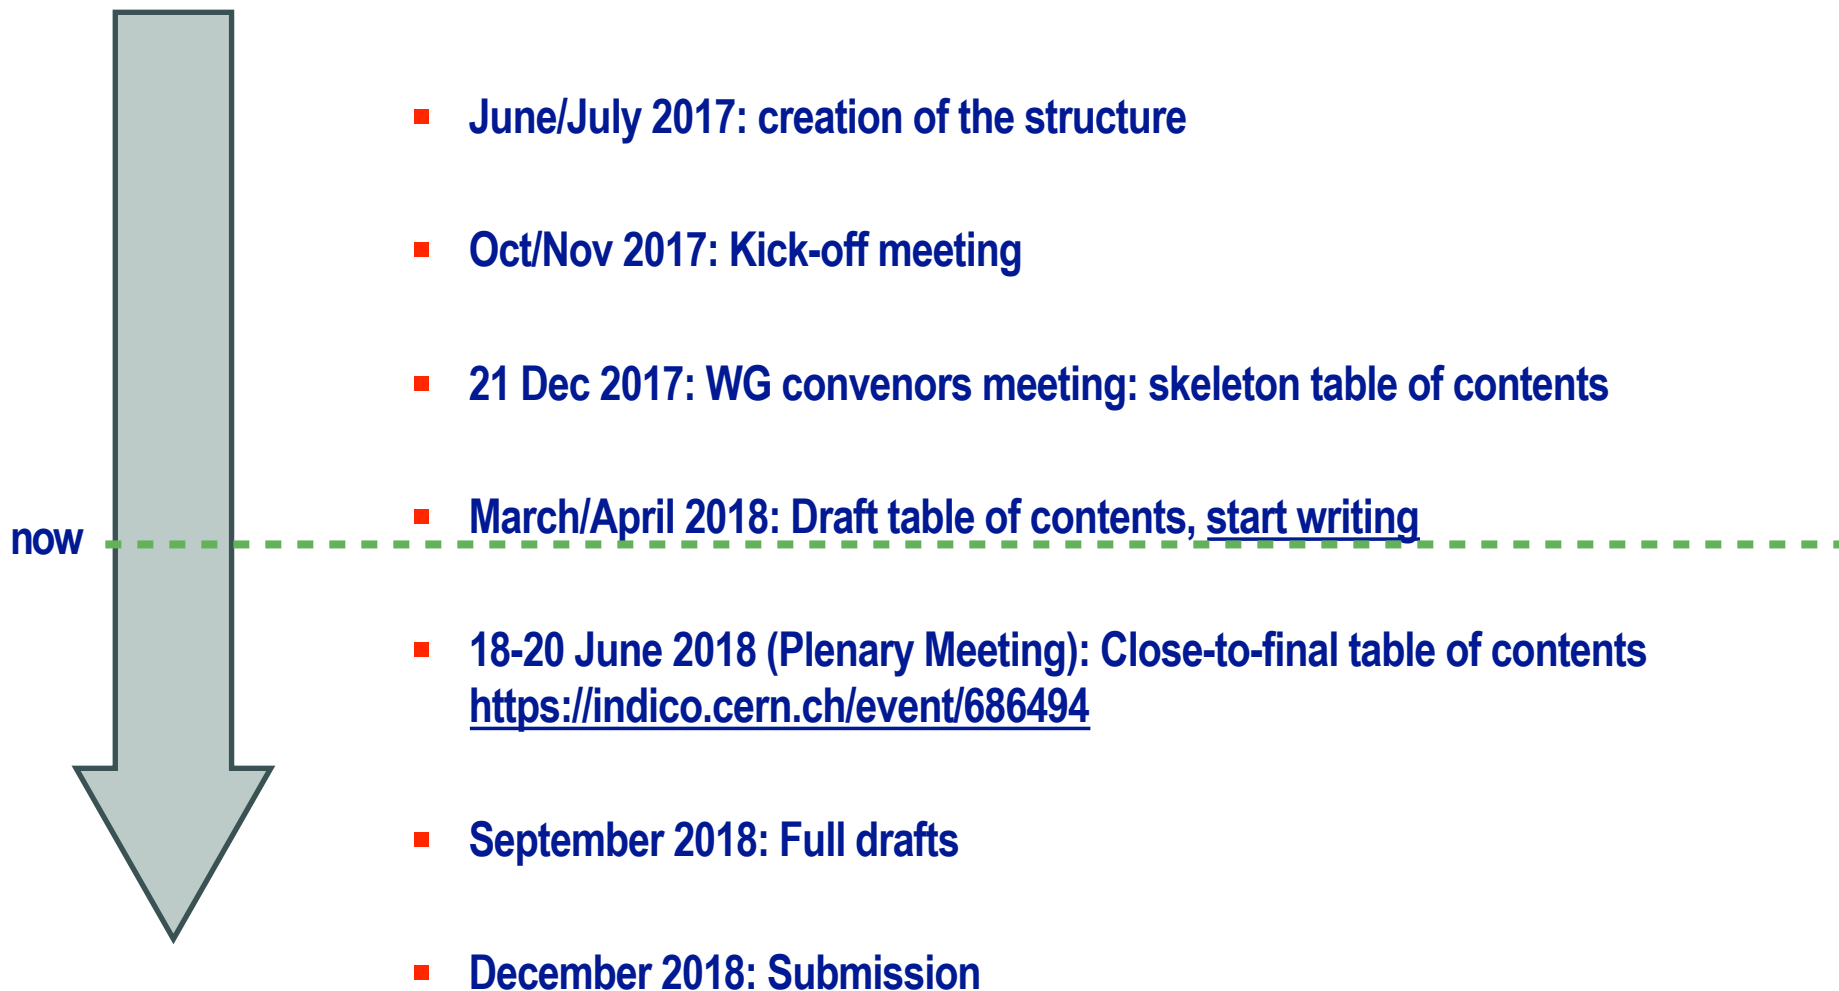 June/July 2017: creation of the structure
Oct/Nov 2017: Kick-off meeting
21 Dec 2017: WG convenors meeting: skeleton table of contents
March/April 2018: Draft table of contents, start writing
now
18-20 June 2018 (Plenary Meeting): Close-to-final table of contents
https://indico.cern.ch/event/686494
September 2018: Full drafts
December 2018: Submission